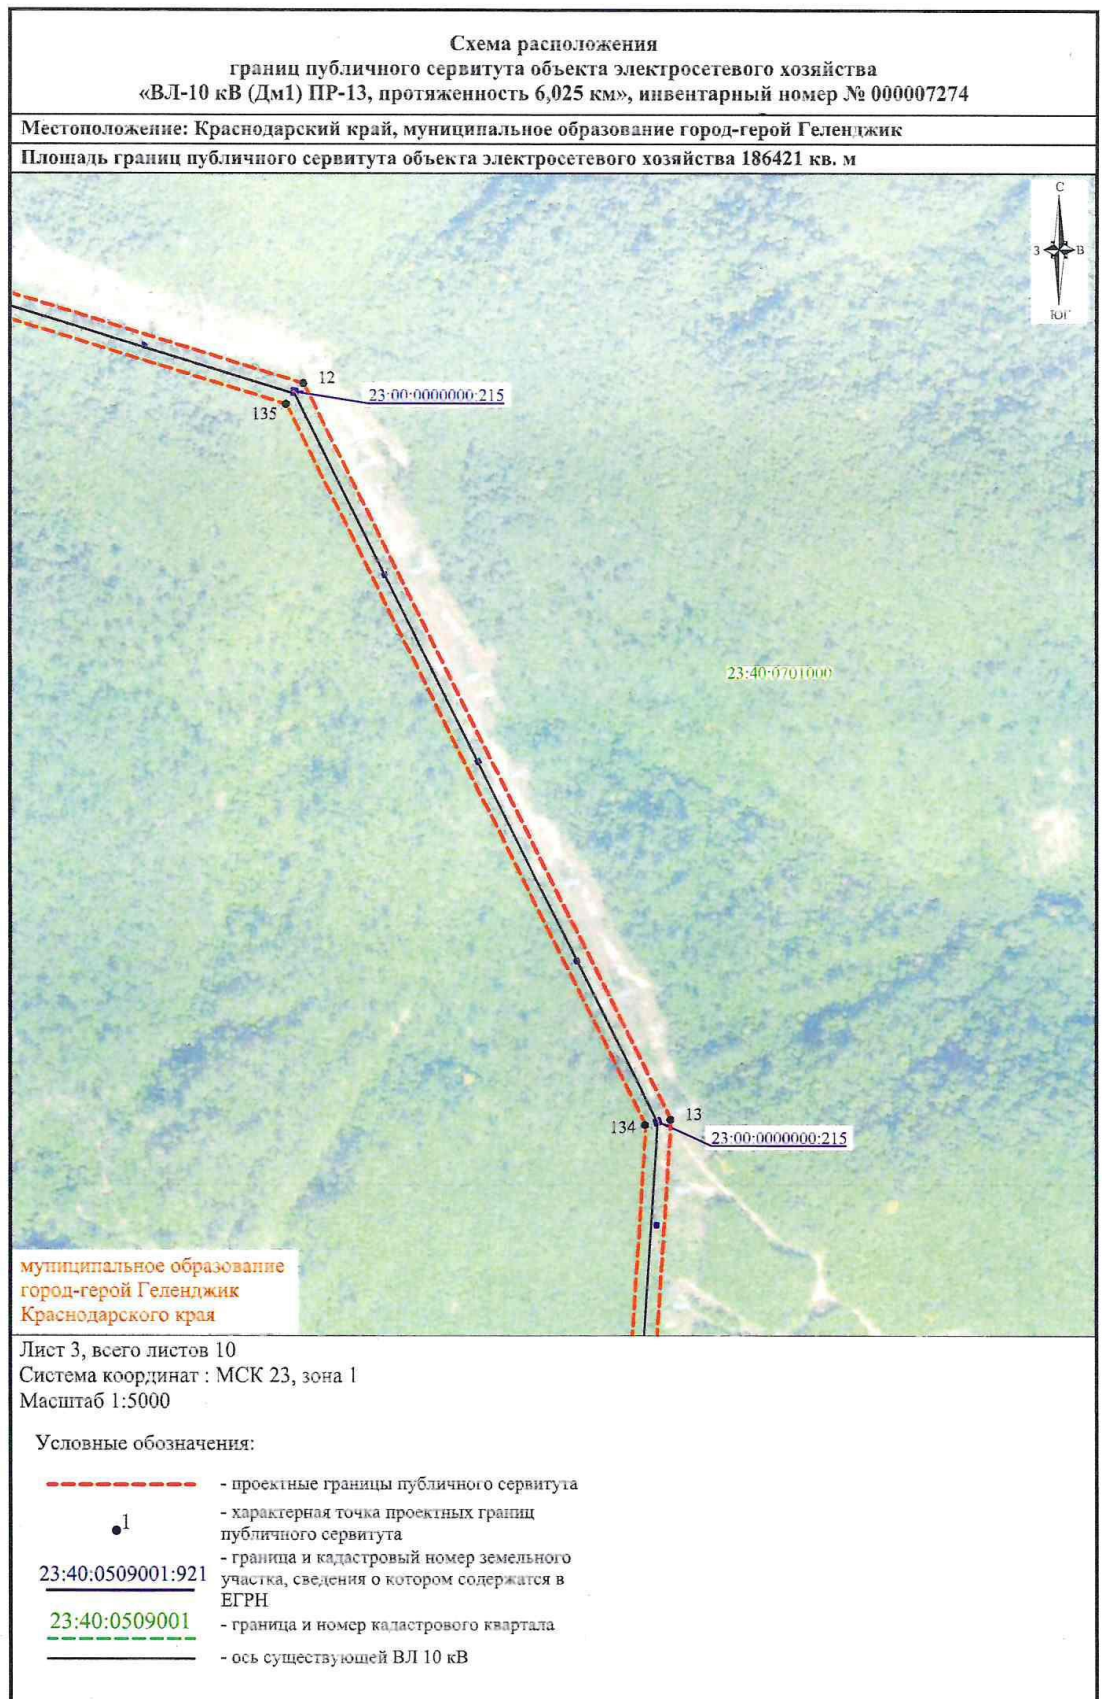 Схема расположения
границ публичного сервитута объекта электросетевого хозяйства
«ВЛ-10 кВ (Дм1) ПР-13, протяженность 6,025 км», инвентарный номер № 000007274
Местоположение: Краснодарский край, муниципальное образование город-герой Геленджик
Площадь границ публичного сервитута объекта электросетевого хозяйства 186421 кв. м
С
З В
ЮГ
12
23:00:0000000:215
135
23:40:0701000
13
134
23:00:0000000:215
муниципальное образование
город-герой Геленджик
Краснодарского края
Лист 3, всего листов 10
Система координат : МСК 23, зона 1
Масштаб 1:5000
Условные обозначения:
- проектные границы публичного сервитута
1
- характерная точка проектных границ
публичного сервитута
23:40:0509001:921
- граница и кадастровый номер земельного
участка, сведения о котором содержатся в
ЕГРН
23:40:0509001
- граница и номер кадастрового квартала
- ось существующей ВЛ 10 кВ